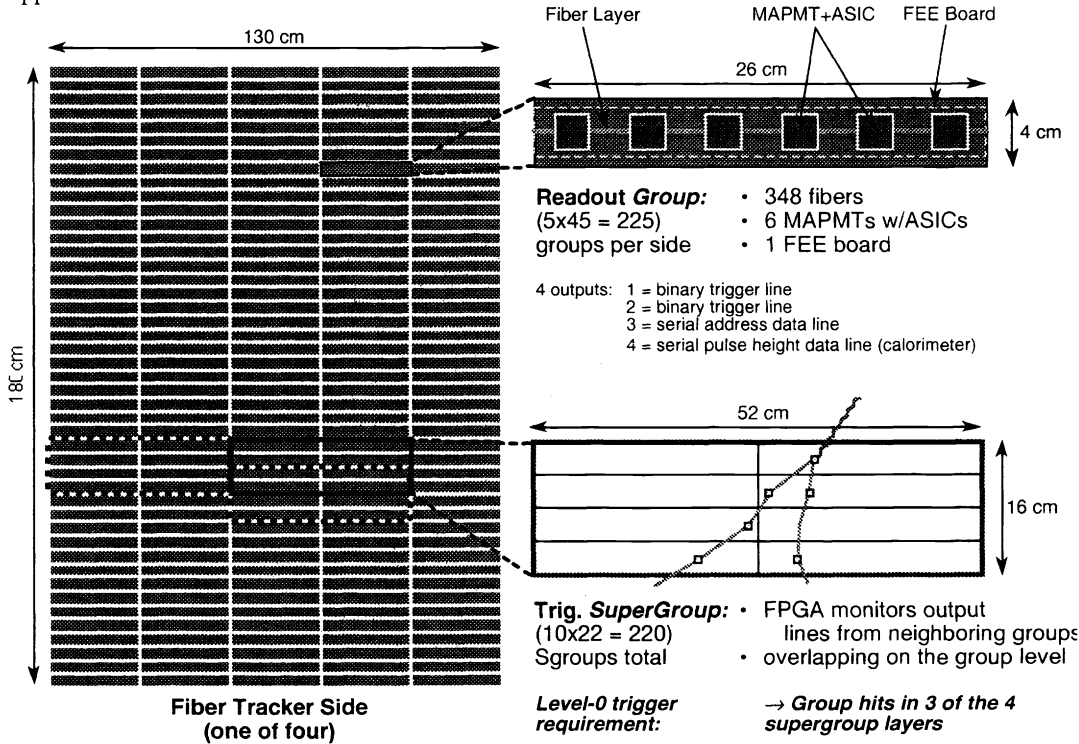 130 cm
180 cm
Fiber Tracker Side
(one of four)
Fiber Layer
MAPMT+ASIC
FEE Board
26 cm
4 cm
Readout Group:
(5x45 = 225)
groups per side
• 348 fibers
• 6 MAPMTs w/ASICs
• 1 FEE board
4 outputs: 1 = binary trigger line
2 = binary trigger line
3 = serial address data line
4 = serial pulse height data line (calorimeter)
52 cm
16 cm
Trig. SuperGroup:
(10x22 = 220)
Sgroups total
• FPGA monitors output
lines from neighboring groups
• overlapping on the group level
Level-0 trigger
requirement:
→ Group hits in 3 of the 4
supergroup layers